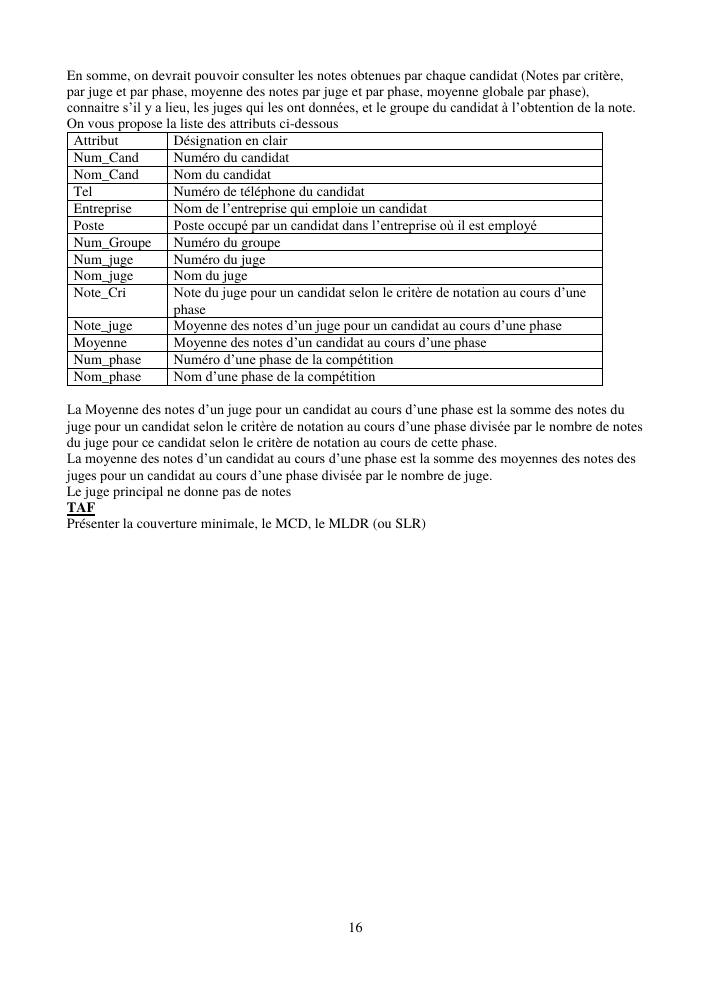 En somme, on devrait pouvoir consulter les notes obtenues par chaque candidat (Notes par critère,
par juge et par phase, moyenne des notes par juge et par phase, moyenne globale par phase),
connaitre s’il y a lieu, les juges qui les ont données, et le groupe du candidat à l’obtention de la note.
On vous propose la liste des attributs ci-dessous
Attribut Désignation en clair
Num_Cand Numéro du candidat
Nom_Cand Nom du candidat
Tel Numéro de téléphone du candidat
Entreprise Nom de l’entreprise qui emploie un candidat
Poste Poste occupé par un candidat dans l’entreprise où il est employé
Num_Groupe Numéro du groupe
Num_juge Numéro du juge
Nom_juge Nom du juge
Note_Cri Note du juge pour un candidat selon le critère de notation au cours d’une
phase
Note_juge Moyenne des notes d’un juge pour un candidat au cours d’une phase
Moyenne Moyenne des notes d’un candidat au cours d’une phase
Num_phase Numéro d’une phase de la compétition
Nom_phase Nom d’une phase de la compétition
La Moyenne des notes d’un juge pour un candidat au cours d’une phase est la somme des notes du
juge pour un candidat selon le critère de notation au cours d’une phase divisée par le nombre de notes
du juge pour ce candidat selon le critère de notation au cours de cette phase.
La moyenne des notes d’un candidat au cours d’une phase est la somme des moyennes des notes des
juges pour un candidat au cours d’une phase divisée par le nombre de juge.
Le juge principal ne donne pas de notes
TAF
Présenter la couverture minimale, le MCD, le MLDR (ou SLR)
16